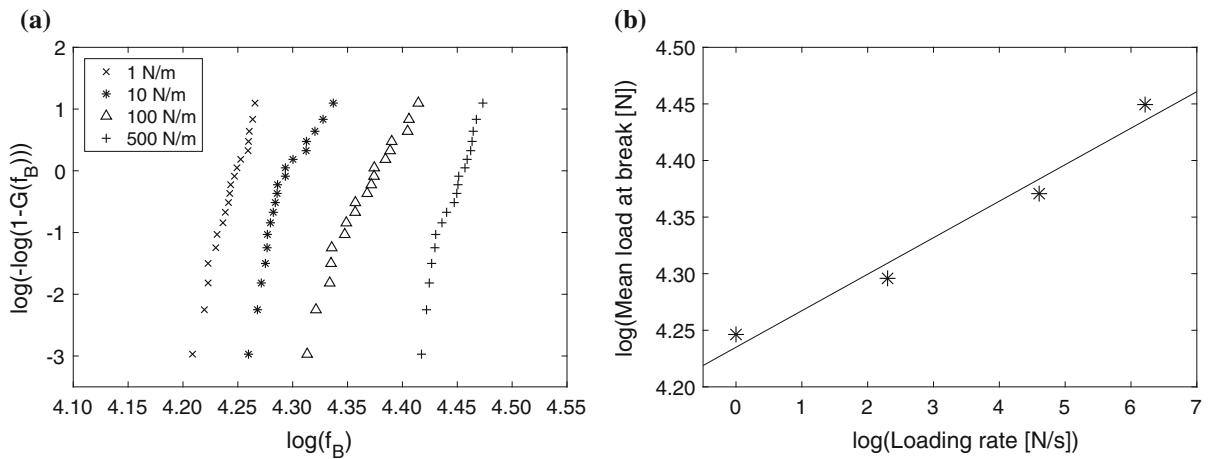 (a)
2
1
0
-1
-2
-3
log(-log(1-G(f_B)))
× 1 N/m
* 10 N/m
△ 100 N/m
+ 500 N/m
4.10 4.15 4.20 4.25 4.30 4.35 4.40 4.45 4.50 4.55
log(f_B)
(b)
4.50
4.45
4.40
4.35
4.30
4.25
4.20
log(Mean load at break [N])
0 1 2 3 4 5 6 7
log(Loading rate [N/s])